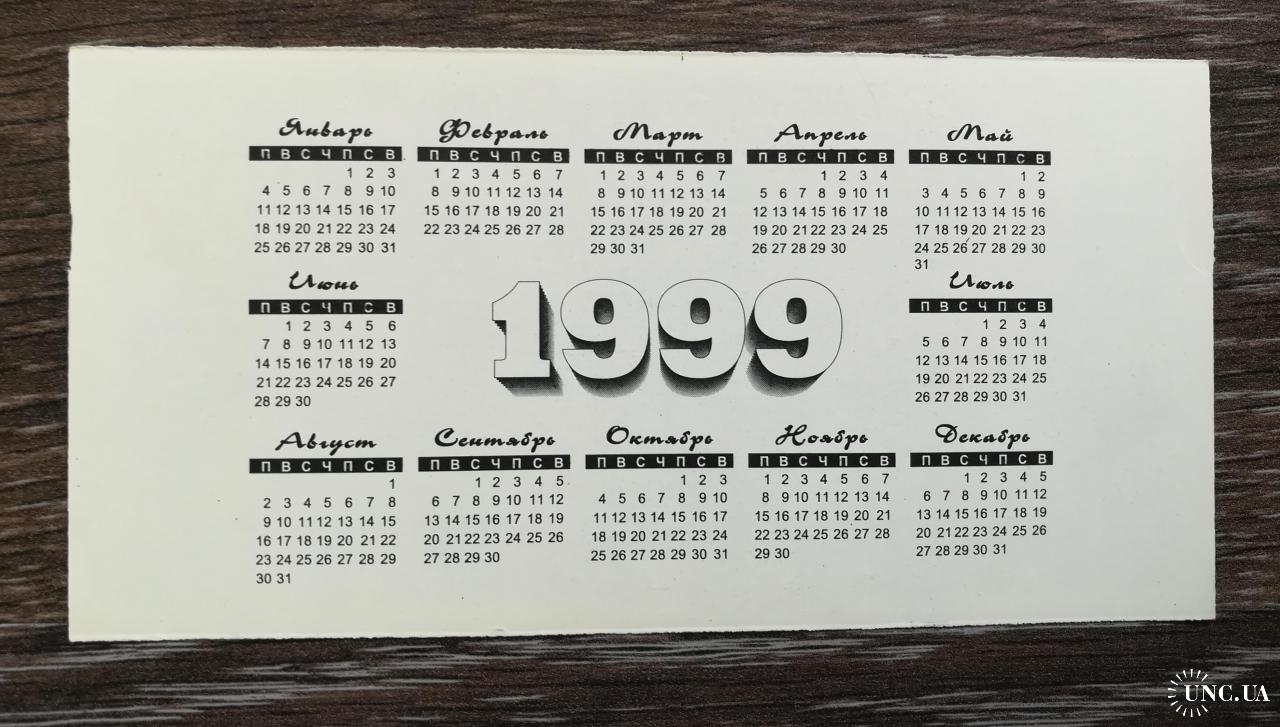 Январь
П В С Ч П С В
1 2 3
4 5 6 7 8 9 10
11 12 13 14 15 16 17
18 19 20 21 22 23 24
25 26 27 28 29 30 31
Февраль
П В С Ч П С В
1 2 3 4 5 6 7
8 9 10 11 12 13 14
15 16 17 18 19 20 21
22 23 24 25 26 27 28
Март
П В С Ч П С В
1 2 3 4 5 6 7
8 9 10 11 12 13 14
15 16 17 18 19 20 21
22 23 24 25 26 27 28
29 30 31
Апрель
П В С Ч П С В
1 2 3 4
5 6 7 8 9 10 11
12 13 14 15 16 17 18
19 20 21 22 23 24 25
26 27 28 29 30
Май
П В С Ч П С В
1 2
3 4 5 6 7 8 9
10 11 12 13 14 15 16
17 18 19 20 21 22 23
24 25 26 27 28 29 30
31
Июнь
П В С Ч П С В
1 2 3 4 5 6
7 8 9 10 11 12 13
14 15 16 17 18 19 20
21 22 23 24 25 26 27
28 29 30
1999
Июль
П В С Ч П С В
1 2 3 4
5 6 7 8 9 10 11
12 13 14 15 16 17 18
19 20 21 22 23 24 25
26 27 28 29 30 31
Август
П В С Ч П С В
1
2 3 4 5 6 7 8
9 10 11 12 13 14 15
16 17 18 19 20 21 22
23 24 25 26 27 28 29
30 31
Сентябрь
П В С Ч П С В
1 2 3 4 5
6 7 8 9 10 11 12
13 14 15 16 17 18 19
20 21 22 23 24 25 26
27 28 29 30
Октябрь
П В С Ч П С В
1 2 3
4 5 6 7 8 9 10
11 12 13 14 15 16 17
18 19 20 21 22 23 24
25 26 27 28 29 30 31
Ноябрь
П В С Ч П С В
1 2 3 4 5 6 7
8 9 10 11 12 13 14
15 16 17 18 19 20 21
22 23 24 25 26 27 28
29 30
Декабрь
П В С Ч П С В
1 2 3 4 5
6 7 8 9 10 11 12
13 14 15 16 17 18 19
20 21 22 23 24 25 26
27 28 29 30 31
UNC.UA